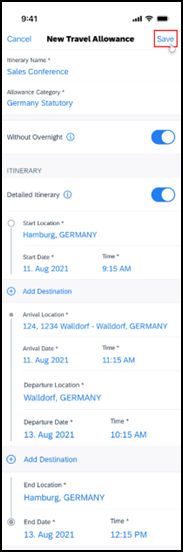 9:41
Cancel New Travel Allowance Save
Itinerary Name *
Sales Conference
Allowance Category *
Germany Statutory
Without Overnight
ITINERARY
Detailed Itinerary
Start Location *
Hamburg, GERMANY
Start Date * Time *
11. Aug 2021 9:15 AM
Add Destination
Arrival Location *
124, 1234 Walldorf - Walldorf, GERMANY
Arrival Date * Time *
11. Aug 2021 11:15 AM
Departure Location *
Walldorf, GERMANY
Departure Date * Time *
13. Aug 2021 10:15 AM
Add Destination
End Location *
Hamburg, GERMANY
End Date * Time *
13. Aug 2021 12:15 PM